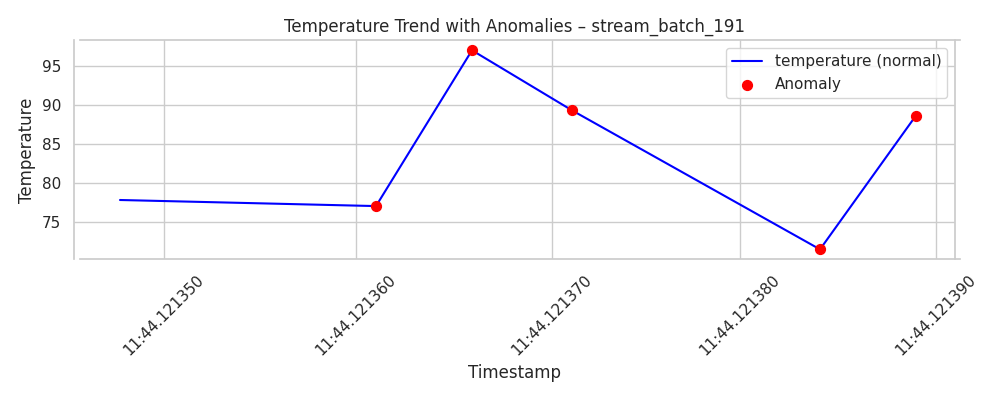 Temperature Trend with Anomalies – stream_batch_191
temperature (normal)
Anomaly
Temperature
95
90
85
80
75
11:44.121350
11:44.121360
11:44.121370
11:44.121380
11:44.121390
Timestamp